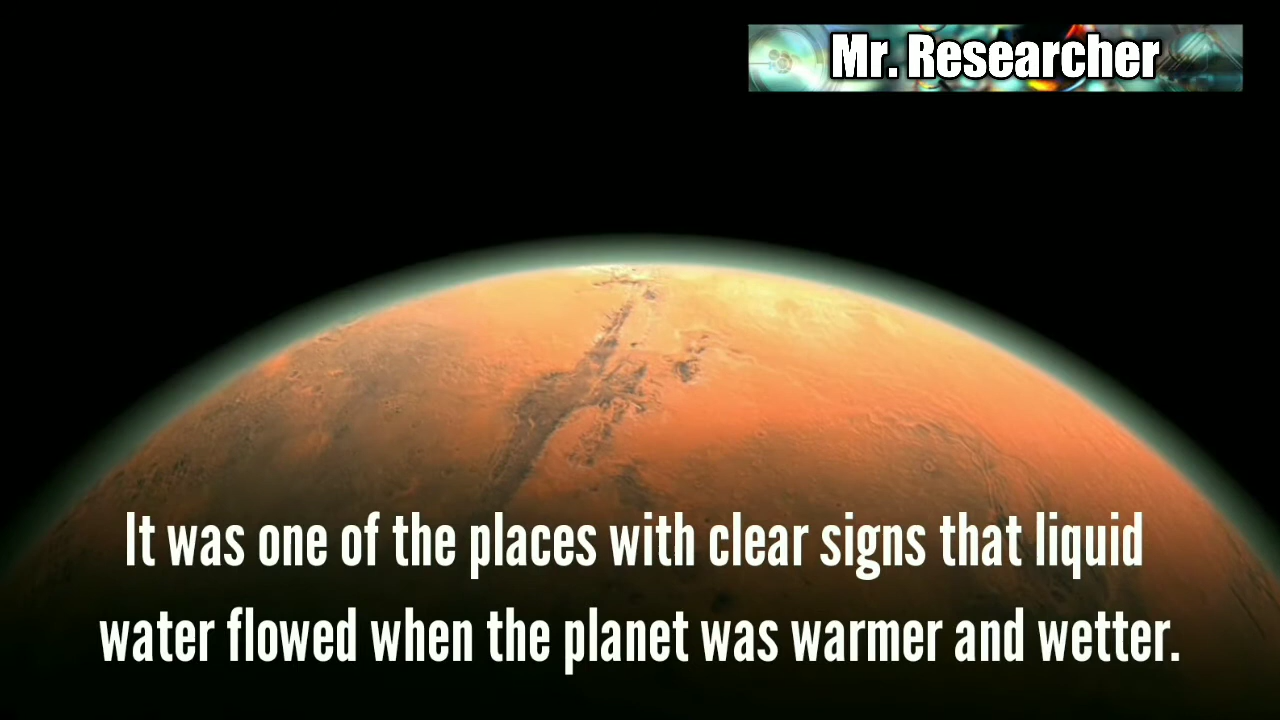 Mr. Researcher
It was one of the places with clear signs that liquid
water flowed when the planet was warmer and wetter.